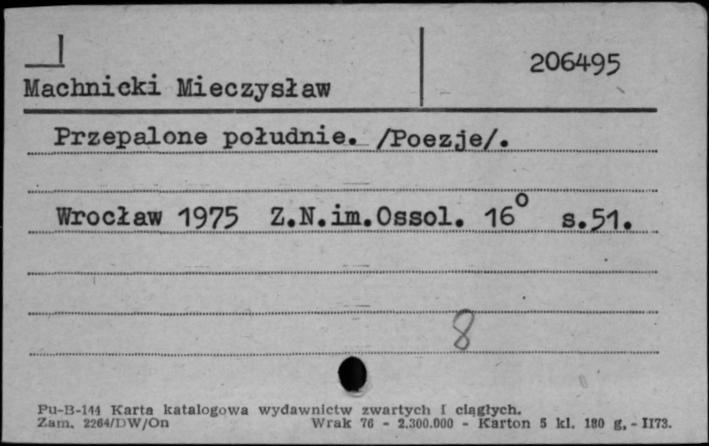 206495
Machnicki Mieczysław
Przepalone południe. /Poezje/.
Wrocław 1975 Z.N.im.Ossol. 16° s.51.
8
Pu-B-144 Karta katalogowa wydawnictw zwartych I ciągłych.
Zam. 2264/DW/On Wrak 76 - 2.300.000 - Karton 5 kl. 180 g. - II73.